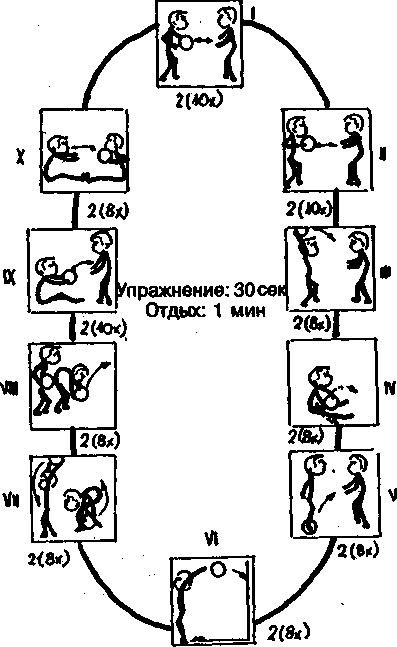 I
2(10x)
X
II
2(8x)
2(10x)
IX
III
Упражнение: 30 сек
Отдых: 1 мин
2(10x)
2(8x)
VIII
IV
2(8x)
2(8x)
VII
V
2(8x)
2(8x)
VI
2(8x)